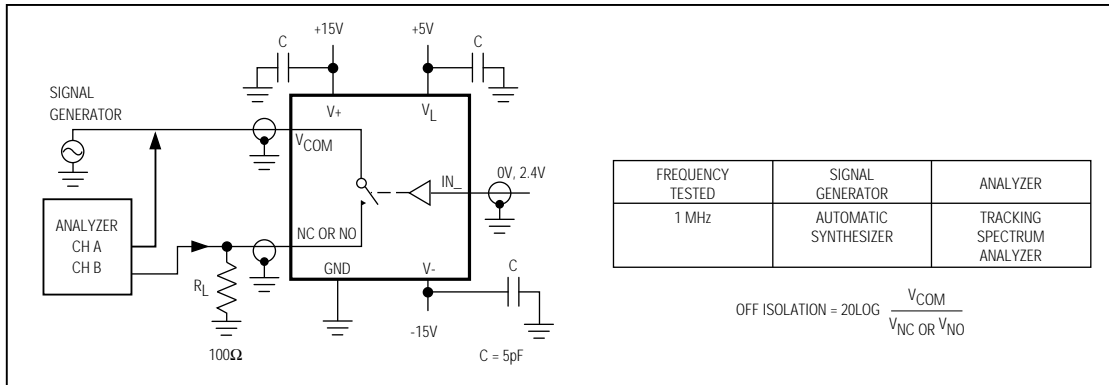 +15V
+5V
C
C
SIGNAL
GENERATOR
V+
VL
VCOM
IN_
0V, 2.4V
ANALYZER
CH A
CH B
NC OR NO
RL
GND
V-
C
100Ω
-15V
C = 5pF
FREQUENCY
TESTED
SIGNAL
GENERATOR
ANALYZER
1 MHz
AUTOMATIC
SYNTHESIZER
TRACKING
SPECTRUM
ANALYZER
OFF ISOLATION = 20LOG
VCOM
VNC OR VNO